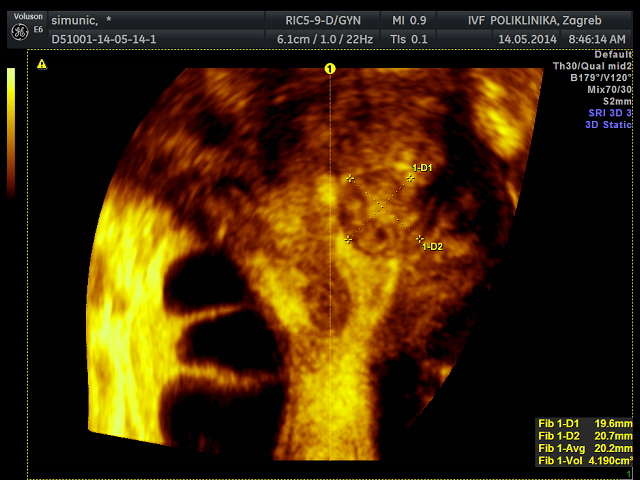 Voluson E6
simunic, *
RIC5-9-D/GYN
MI 0.9
IVF POLIKLINIKA, Zagreb
D51001-14-05-14-1
6.1cm / 1.0 / 22Hz
TIs 0.1
14.05.2014
8:46:14 AM
Default
Th30/Qual mid2
B179°/V120°
Mix70/30
S2mm
SRI 3D 3
3D Static
1
1-D1
1-D2
Fib 1-D1 19.6mm
Fib 1-D2 20.7mm
Fib 1-Avg 20.2mm
Fib 1-Vol 4.190cm³
1